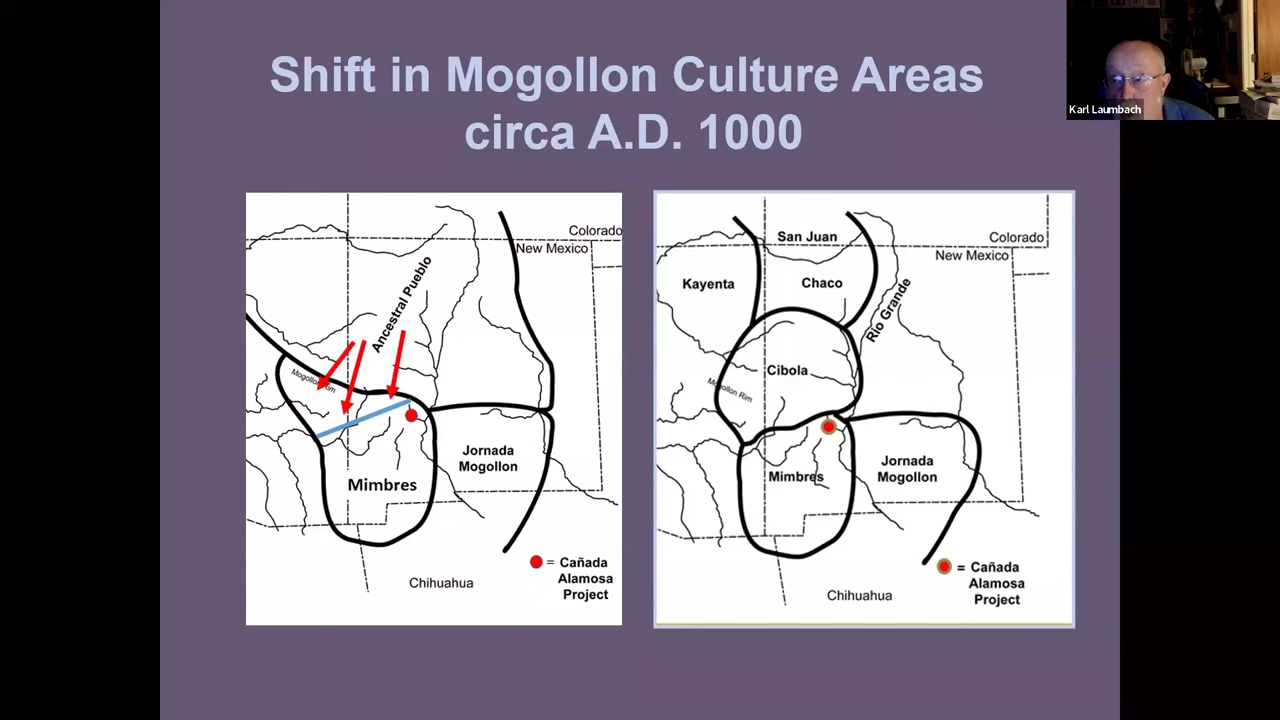 Shift in Mogollon Culture Areas
circa A.D. 1000
Karl Laumbach
Colorado
New Mexico
Ancestral Pueblo
Mogollon Rim
Mimbres
Jornada
Mogollon
= Cañada
Alamosa
Project
Chihuahua
San Juan
Colorado
New Mexico
Kayenta
Chaco
Rio Grande
Cibola
Mogollon Rim
Mimbres
Jornada
Mogollon
= Cañada
Alamosa
Project
Chihuahua